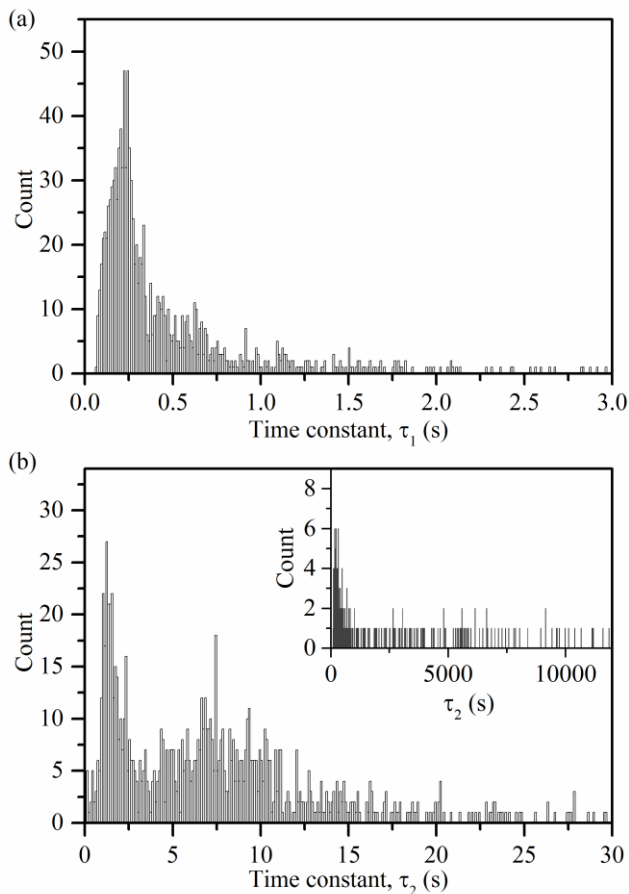 (a)
50
40
30
20
10
0
Count
0.0 0.5 1.0 1.5 2.0 2.5 3.0
Time constant, τ₁ (s)
(b)
30
25
20
15
10
5
0
Count
8
6
4
2
0
Count
0 5000 10000
τ₂ (s)
0 5 10 15 20 25 30
Time constant, τ₂ (s)